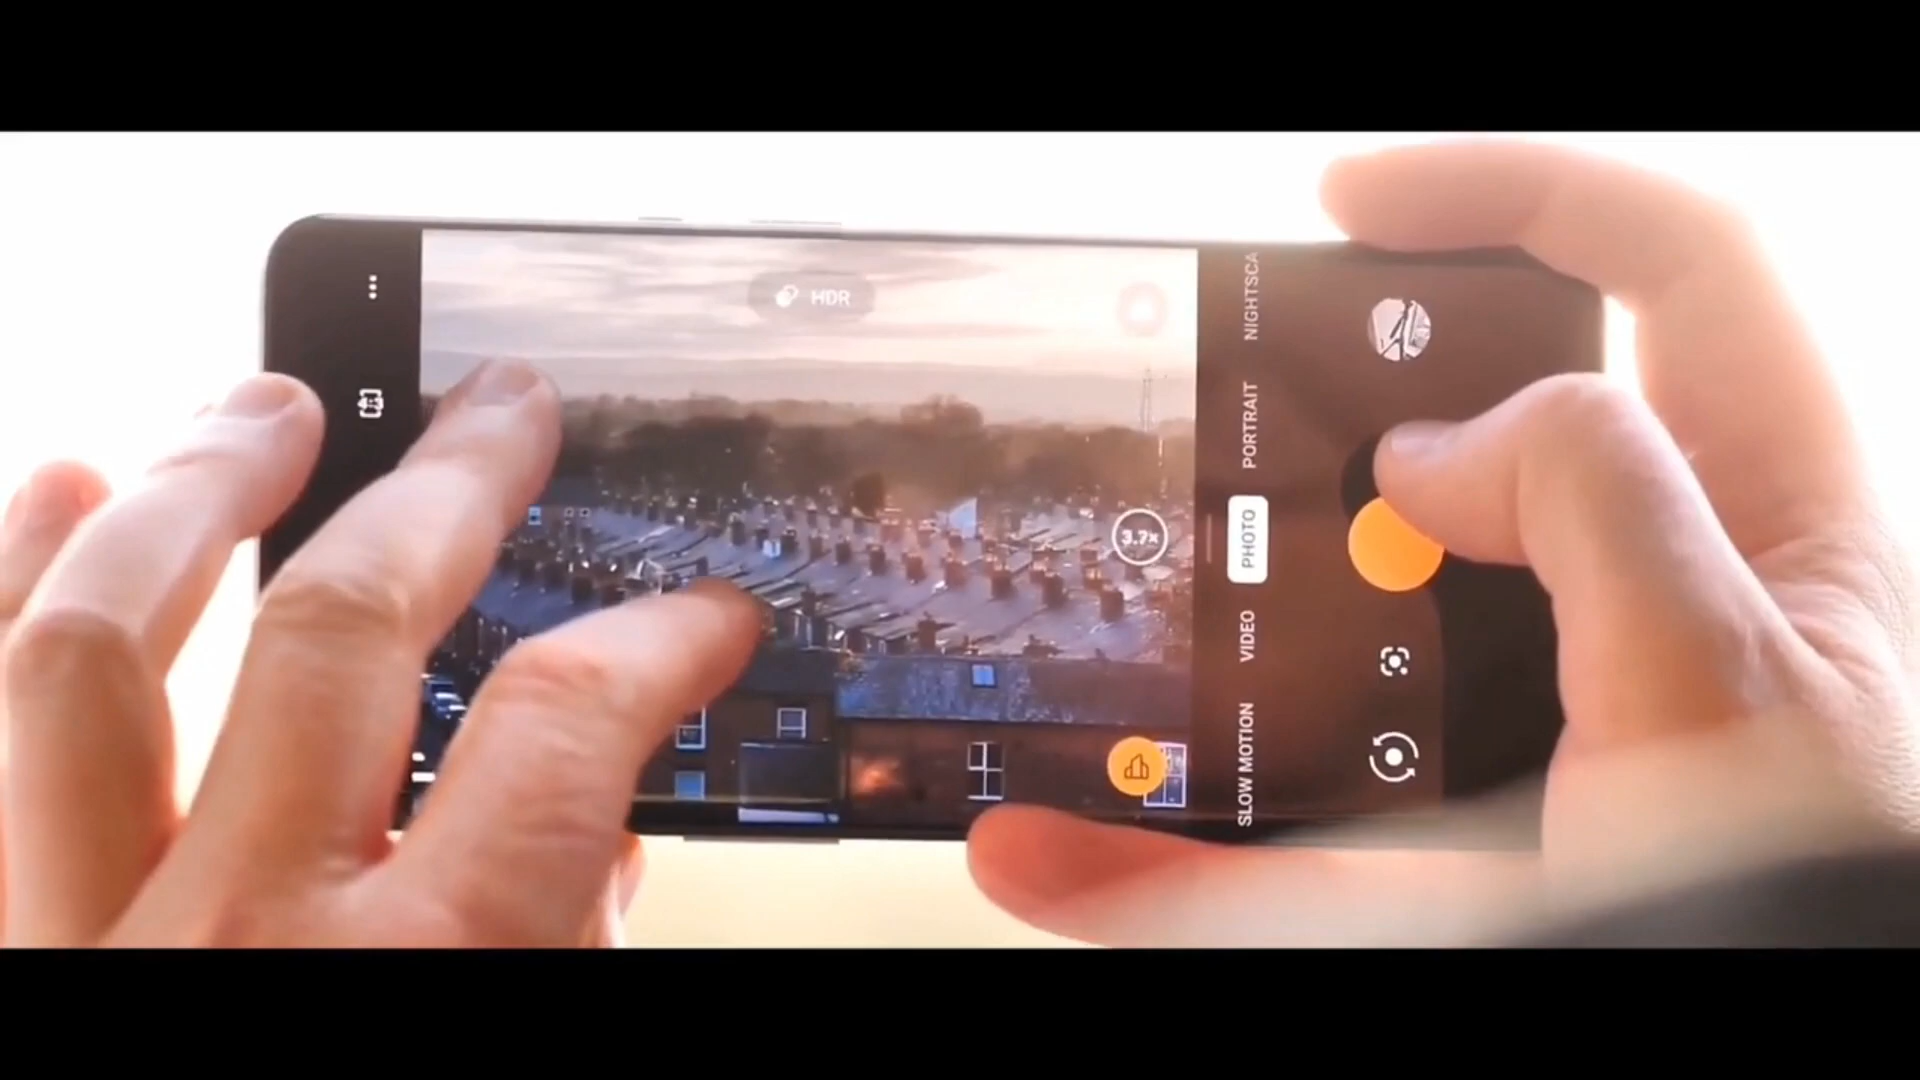 HDR
3.7x
NIGHTSCA
PORTRAIT
PHOTO
VIDEO
SLOW MOTION